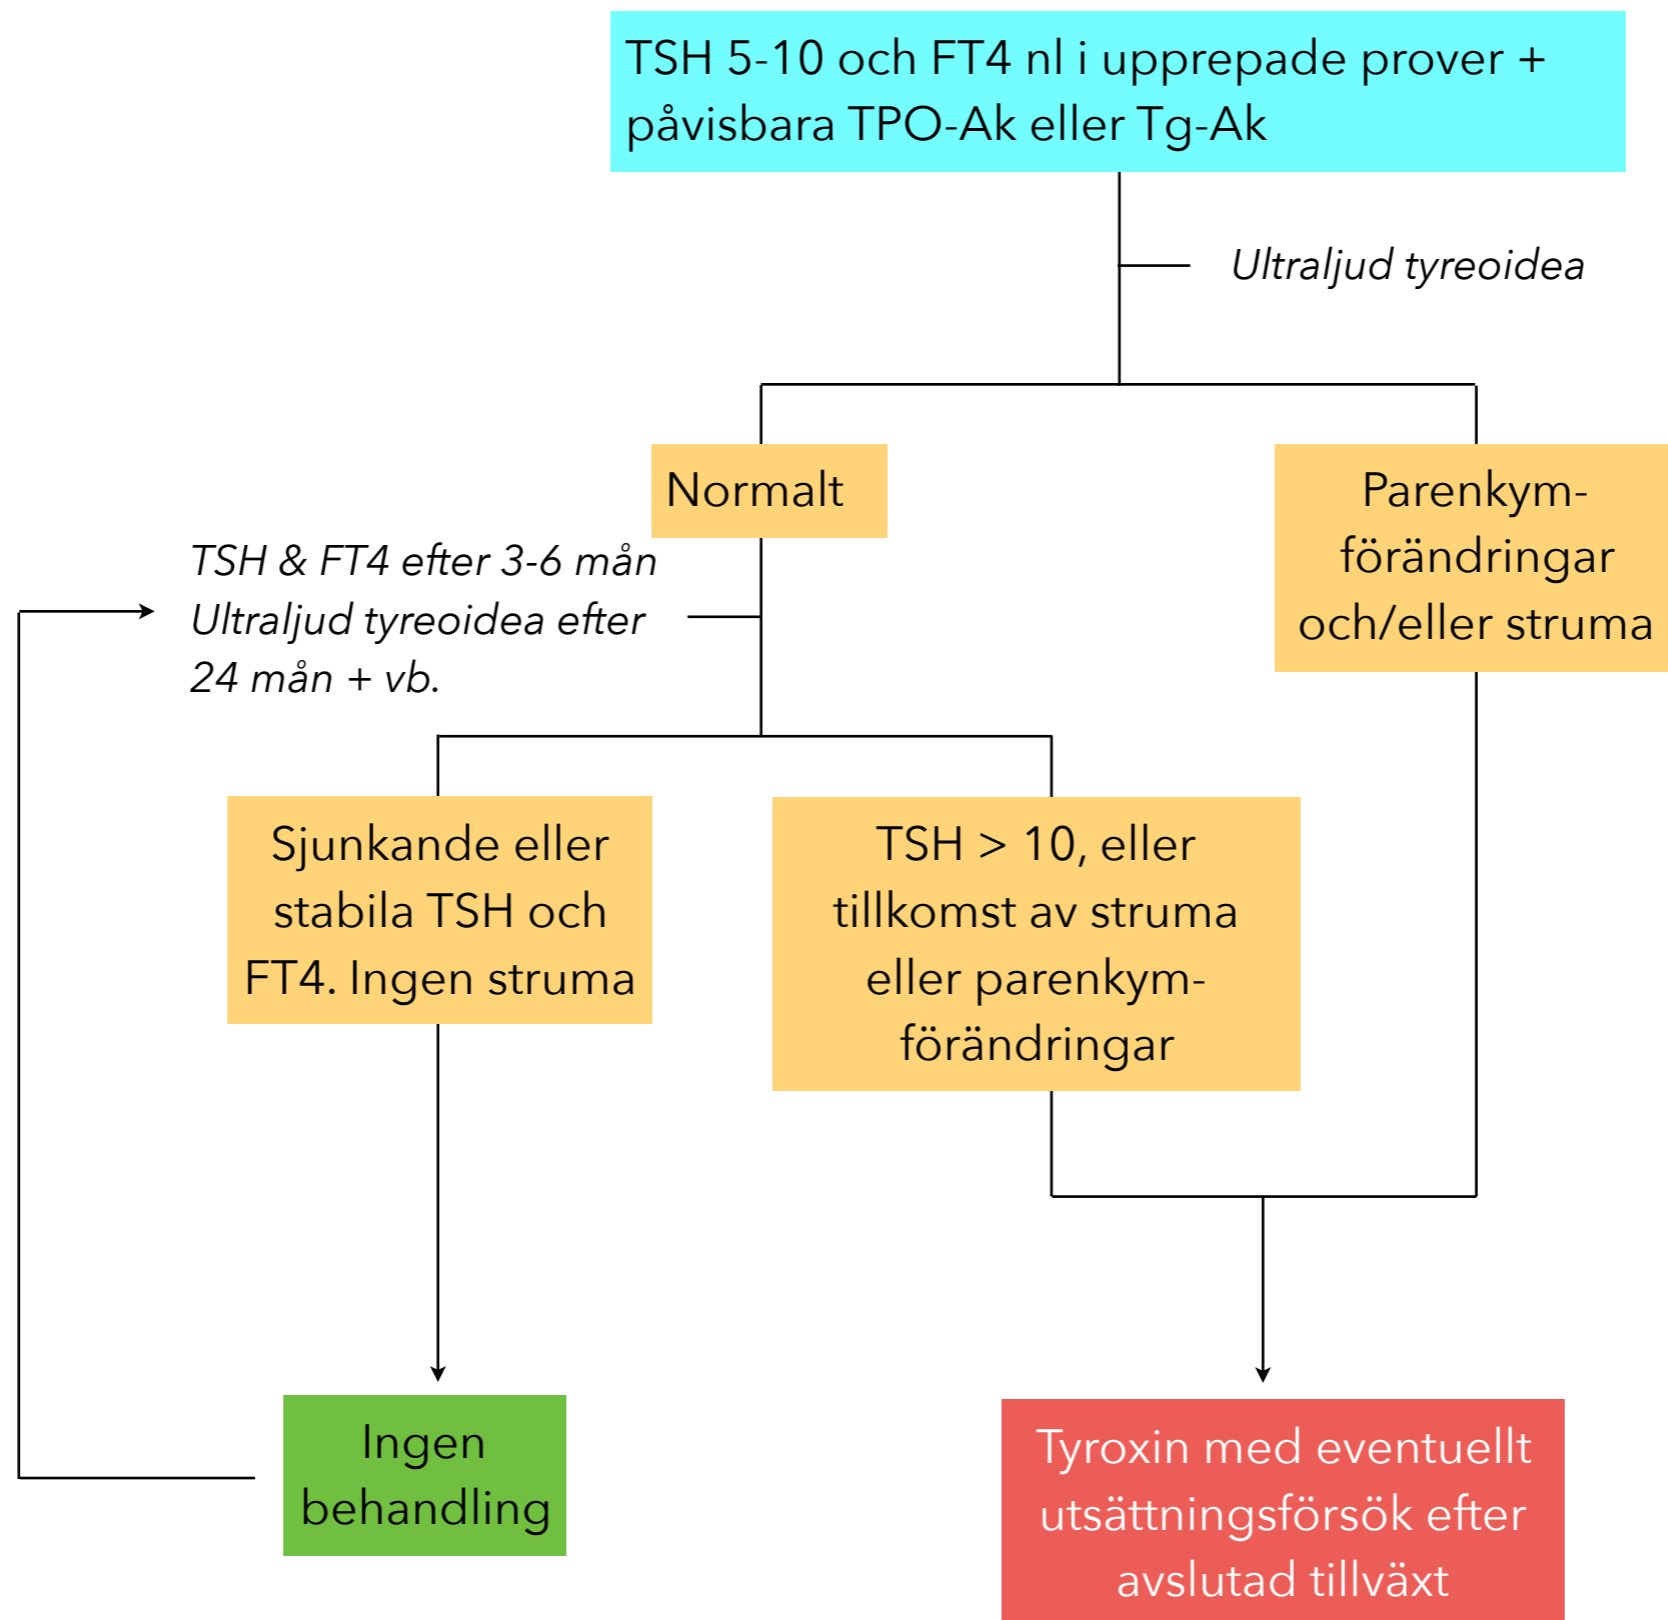 TSH 5-10 och FT4 nl i upprepade prover +
påvisbara TPO-Ak eller Tg-Ak
Ultraljud tyreoidea
Normalt
Parenkym-
förändringar
och/eller struma
TSH & FT4 efter 3-6 mån
Ultraljud tyreoidea efter
24 mån + vb.
Sjunkande eller
stabila TSH och
FT4. Ingen struma
TSH > 10, eller
tillkomst av struma
eller parenkym-
förändringar
Ingen
behandling
Tyroxin med eventuellt
utsättningsförsök efter
avslutad tillväxt